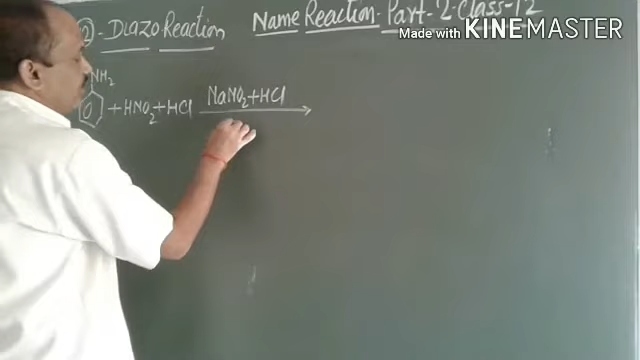 Name Reaction - Part - 2 - Class - 12
Made with KINEMASTER
② - Diazo Reaction
NH₂
+ HNO₂ + HCl
NaNO₂ + HCl